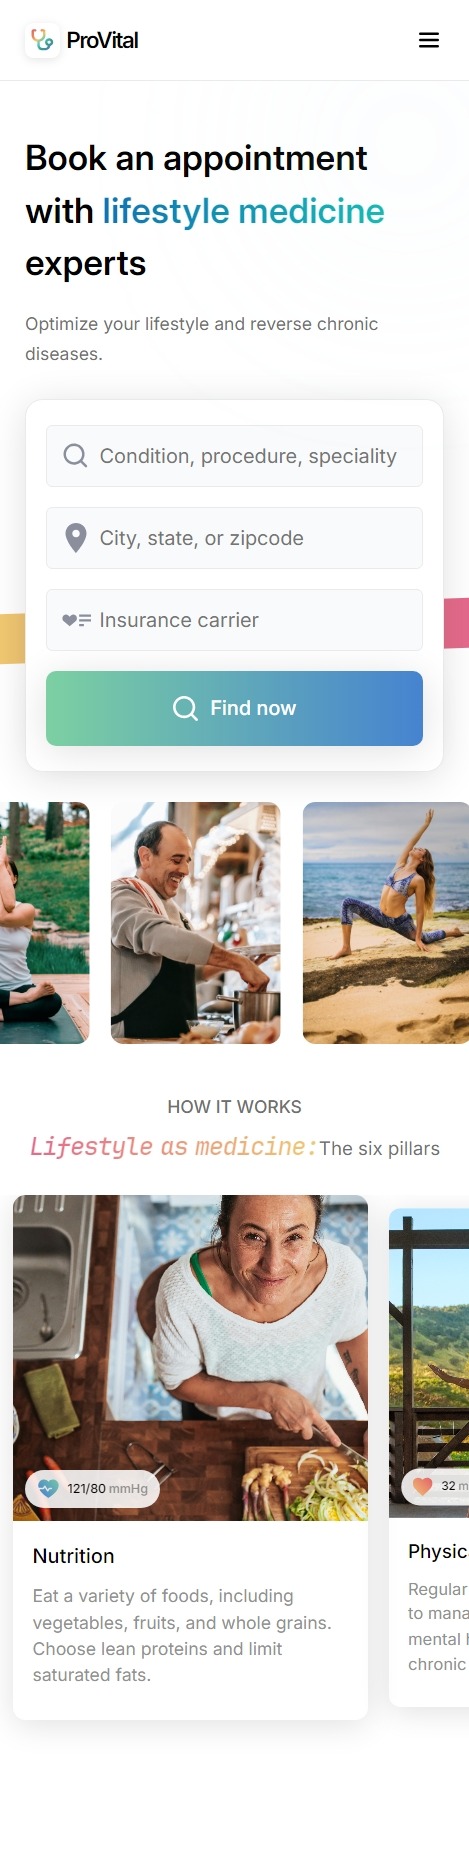 ProVital
Book an appointment
with lifestyle medicine
experts
Optimize your lifestyle and reverse chronic
diseases.
Condition, procedure, speciality
City, state, or zipcode
Insurance carrier
Find now
HOW IT WORKS
Lifestyle as medicine:The six pillars
121/80 mmHg
Nutrition
Eat a variety of foods, including
vegetables, fruits, and whole grains.
Choose lean proteins and limit
saturated fats.
32 m
Physic
Regular
to mana
mental h
chronic